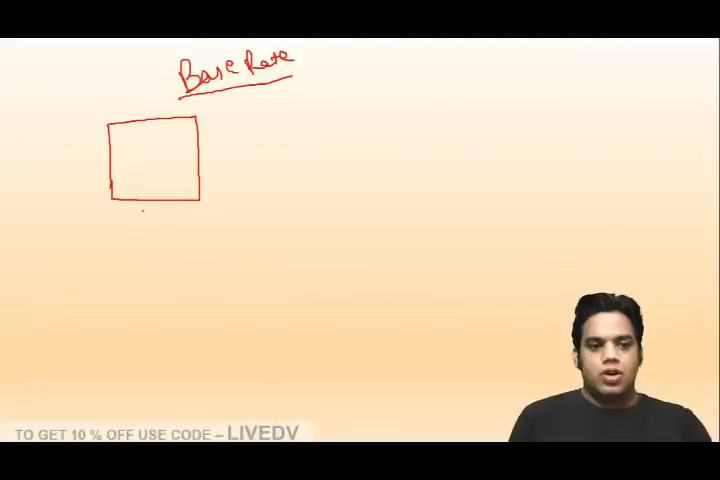 Base Rate
TO GET 10 % OFF USE CODE – LIVEDV